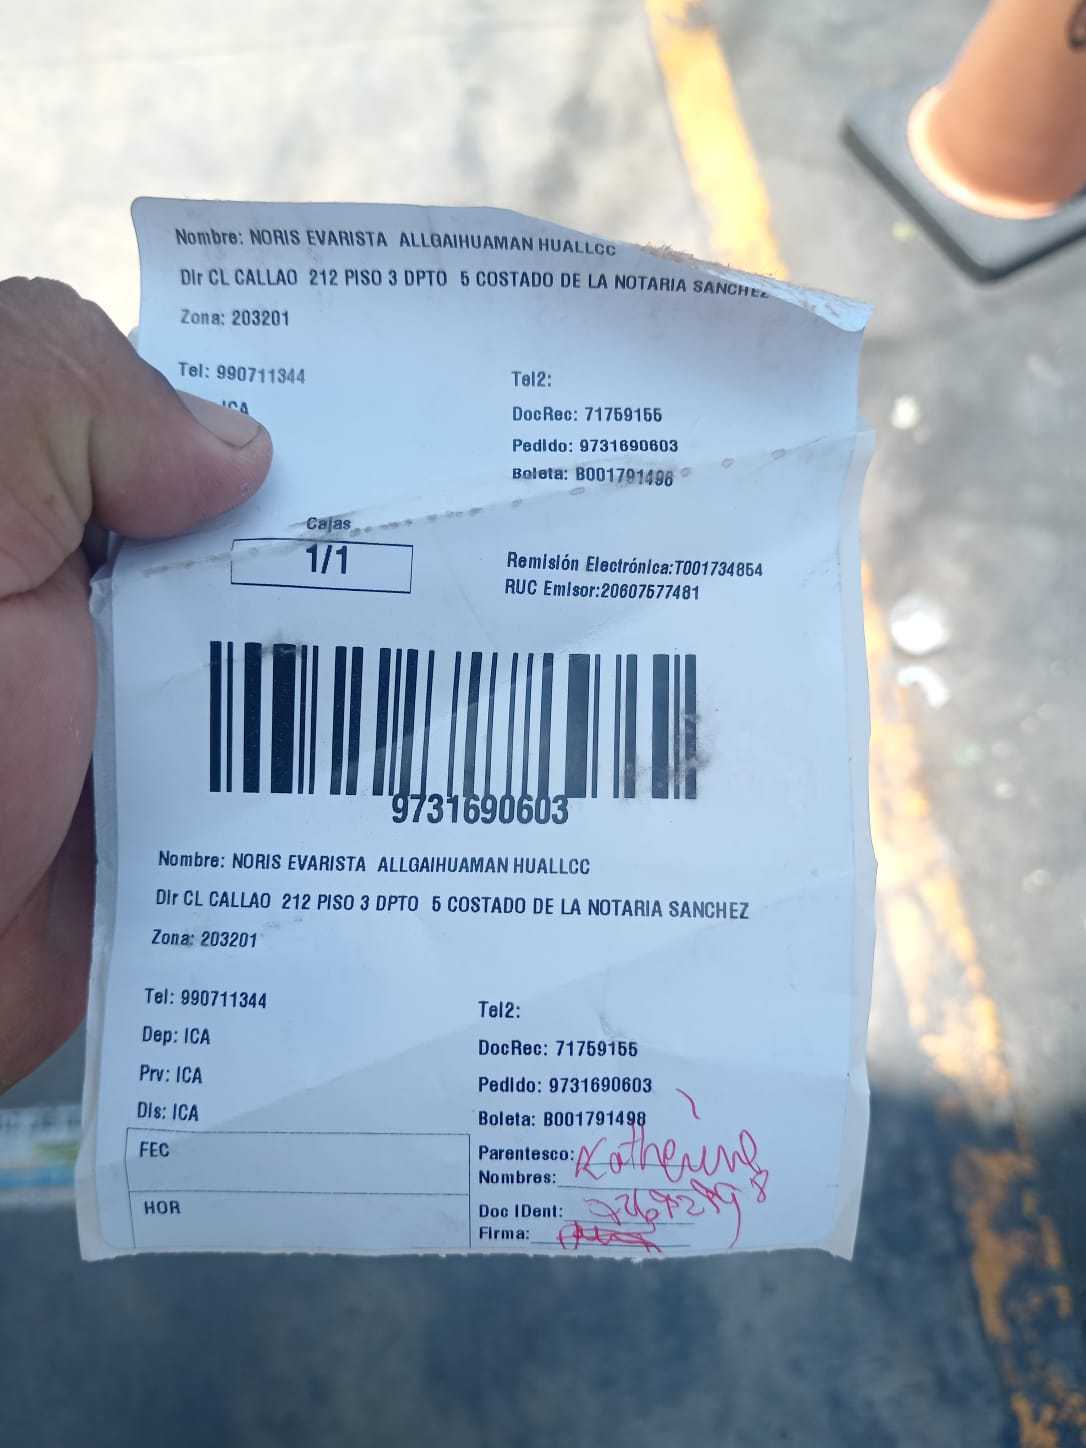 Nombre: NORIS EVARISTA ALLGAIHUAMAN HUALLCC
Dir CL CALLAO 212 PISO 3 DPTO 5 COSTADO DE LA NOTARIA SANCHEZ
Zona: 203201
Tel: 990711344 Tel2:
ICA DocRec: 71759155
Pedido: 9731690603
Boleta: B001791498
Cajas
1/1 Remisión Electrónica:T001734854
RUC Emisor:20607577481
9731690603
Nombre: NORIS EVARISTA ALLGAIHUAMAN HUALLCC
Dir CL CALLAO 212 PISO 3 DPTO 5 COSTADO DE LA NOTARIA SANCHEZ
Zona: 203201
Tel: 990711344 Tel2:
Dep: ICA DocRec: 71759155
Prv: ICA Pedido: 9731690603
Dis: ICA Boleta: B001791498
FEC Parentesco: Katherine
Nombres:
HOR Doc IDent:
Firma: